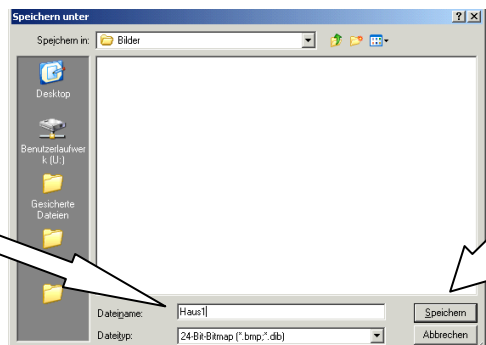 Speichern unter
Speichern in: Bilder
Desktop
Benutzerlaufwer
k (U:)
Gesicherte
Dateien
Dateiname: Haus1 Speichern
Dateityp: 24-Bit-Bitmap (*.bmp;*.dib) Abbrechen